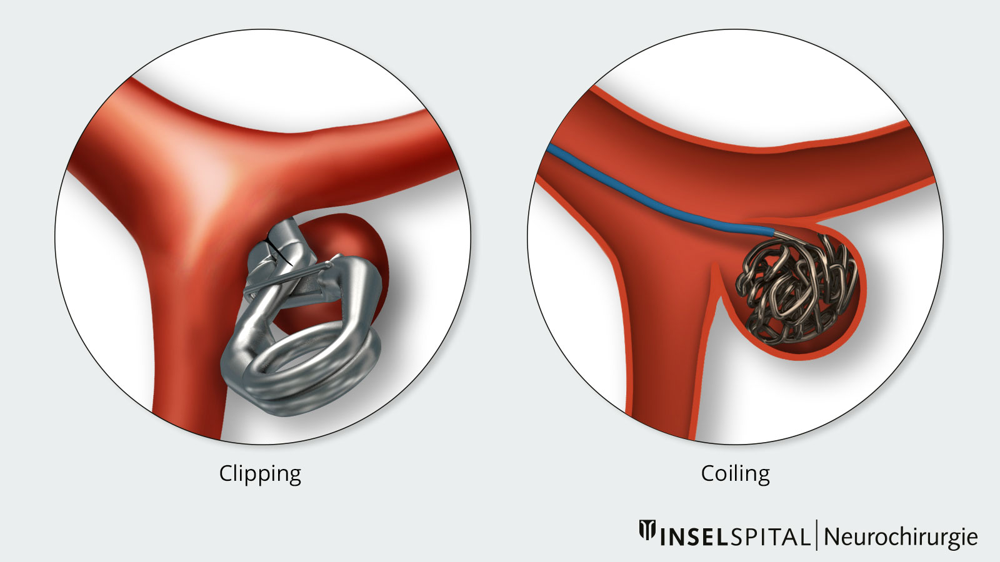 Clipping
Coiling
INSELSPITAL | Neurochirurgie